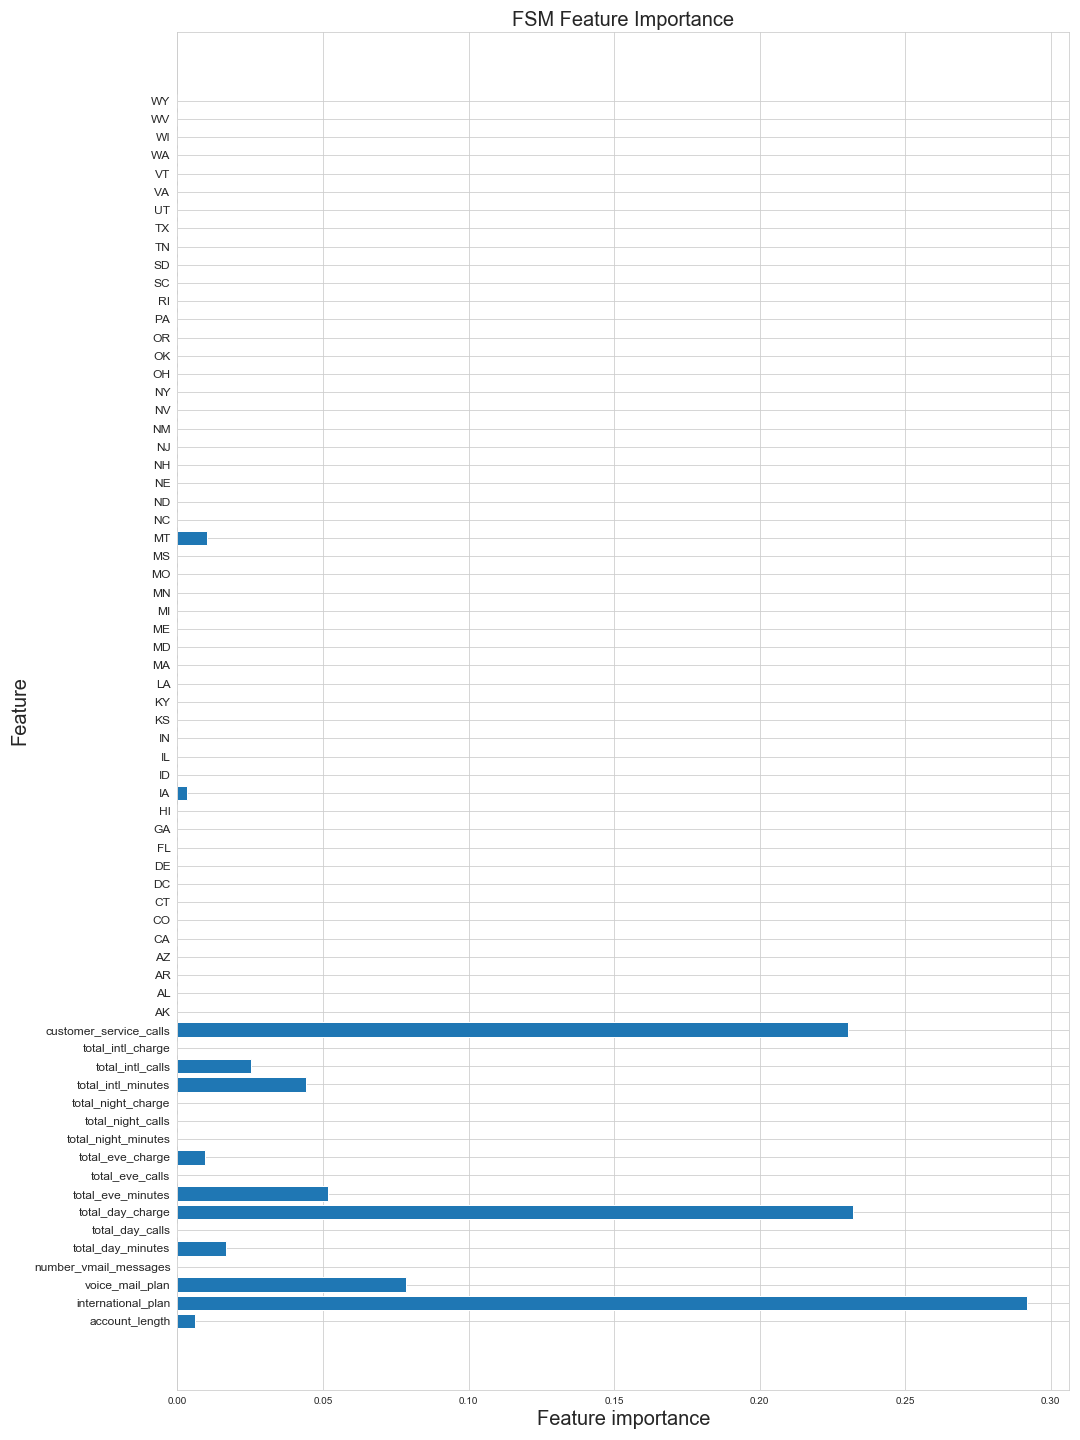 FSM Feature Importance
WY
WV
WI
WA
VT
VA
UT
TX
TN
SD
SC
RI
PA
OR
OK
OH
NY
NV
NM
NJ
NH
NE
ND
NC
MT
MS
MO
MN
MI
ME
MD
MA
LA
KY
KS
IN
IL
ID
IA
HI
GA
FL
DE
DC
CT
CO
CA
AZ
AR
AL
AK
customer_service_calls
total_intl_charge
total_intl_calls
total_intl_minutes
total_night_charge
total_night_calls
total_night_minutes
total_eve_charge
total_eve_calls
total_eve_minutes
total_day_charge
total_day_calls
total_day_minutes
number_vmail_messages
voice_mail_plan
international_plan
account_length
Feature
0.00 0.05 0.10 0.15 0.20 0.25 0.30
Feature importance